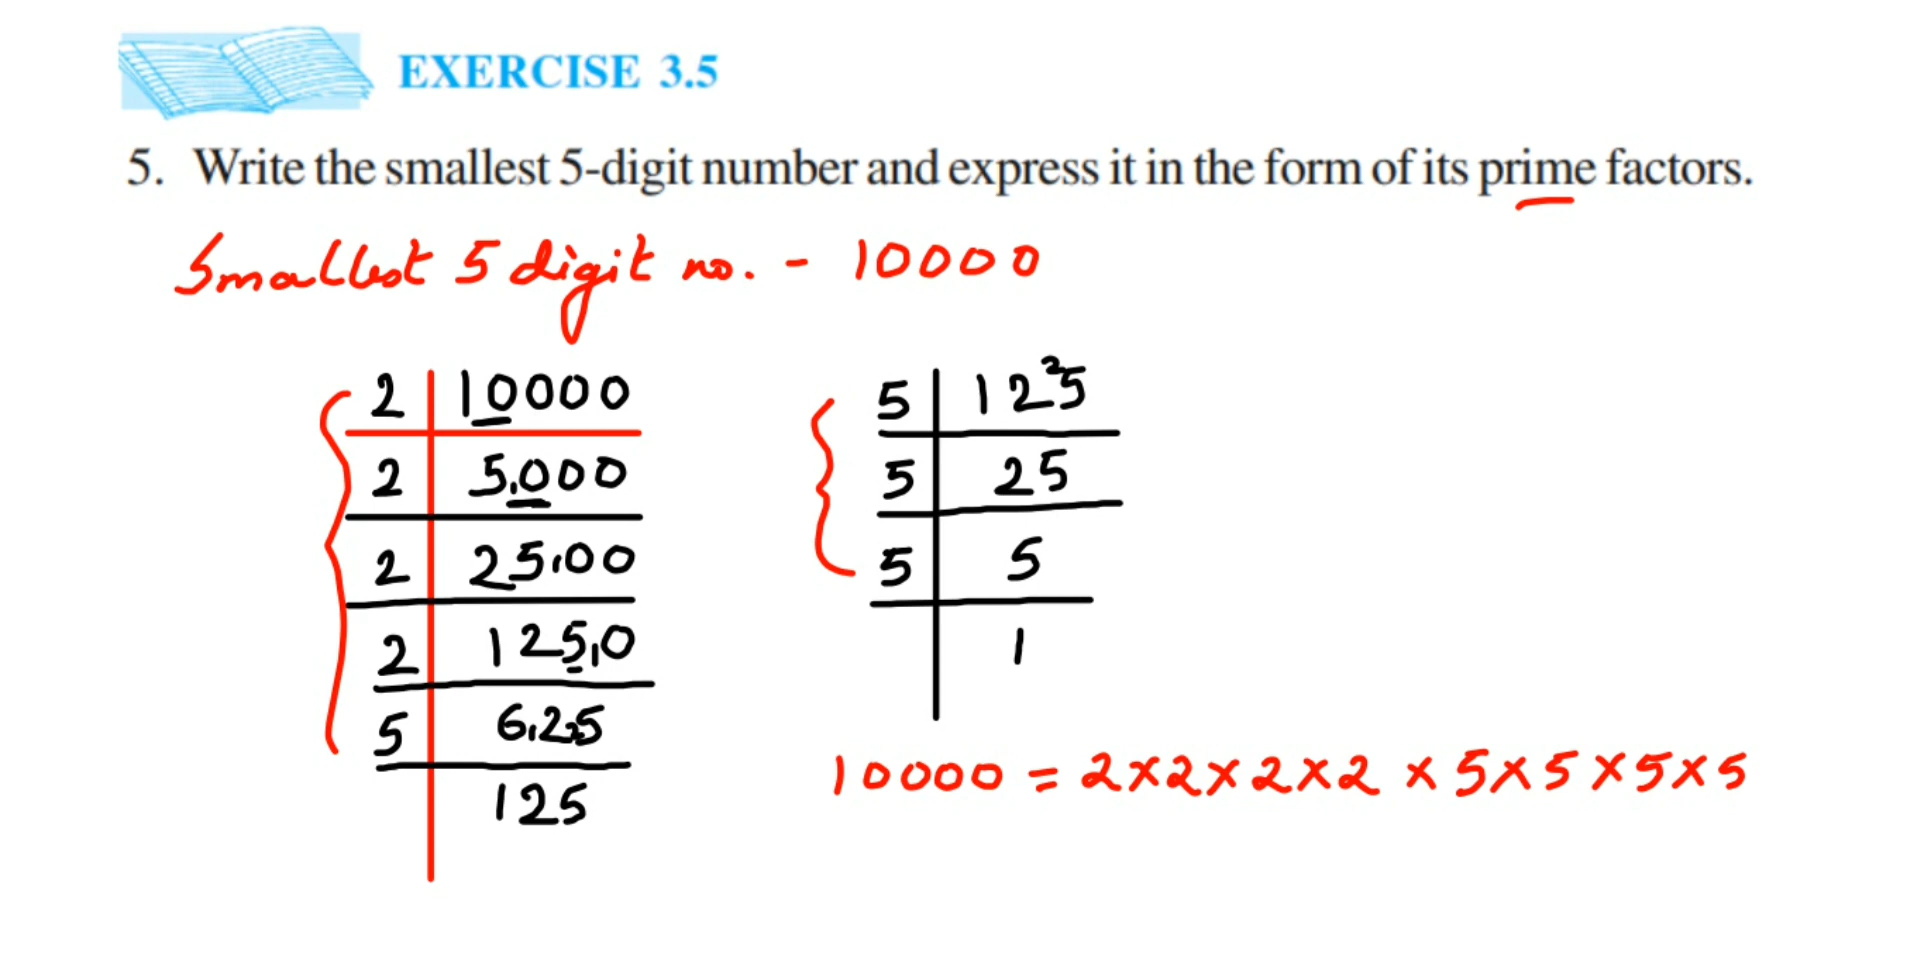 EXERCISE 3.5
5. Write the smallest 5-digit number and express it in the form of its prime factors.
Smallest 5 digit no. - 10000
2 10000
2 5000
2 2500
2 1250
5 625
125
5 125
5 25
5 5
1
10000 = 2×2×2×2 × 5×5×5×5